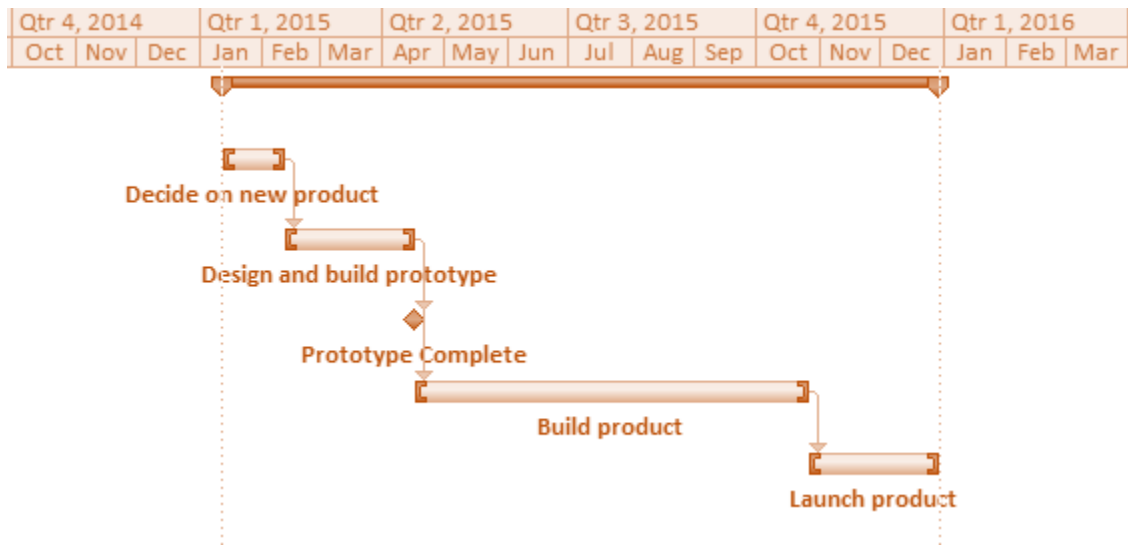 Qtr 4, 2014 Qtr 1, 2015 Qtr 2, 2015 Qtr 3, 2015 Qtr 4, 2015 Qtr 1, 2016
Oct Nov Dec Jan Feb Mar Apr May Jun Jul Aug Sep Oct Nov Dec Jan Feb Mar
Decide on new product
Design and build prototype
Prototype Complete
Build product
Launch product